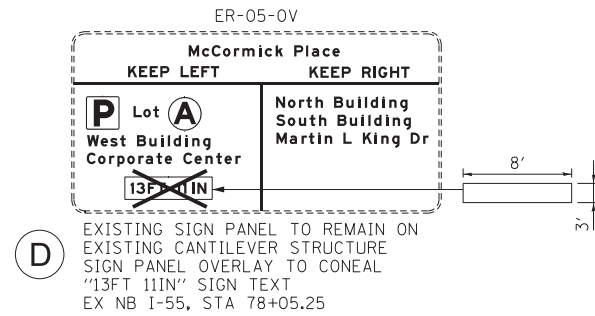 ER-05-OV
McCormick Place
KEEP LEFT KEEP RIGHT
P Lot A
West Building
Corporate Center
13FT 11IN
North Building
South Building
Martin L King Dr
8'
3'
D
EXISTING SIGN PANEL TO REMAIN ON
EXISTING CANTILEVER STRUCTURE
SIGN PANEL OVERLAY TO CONEAL
"13FT 11IN" SIGN TEXT
EX NB I-55, STA 78+05.25